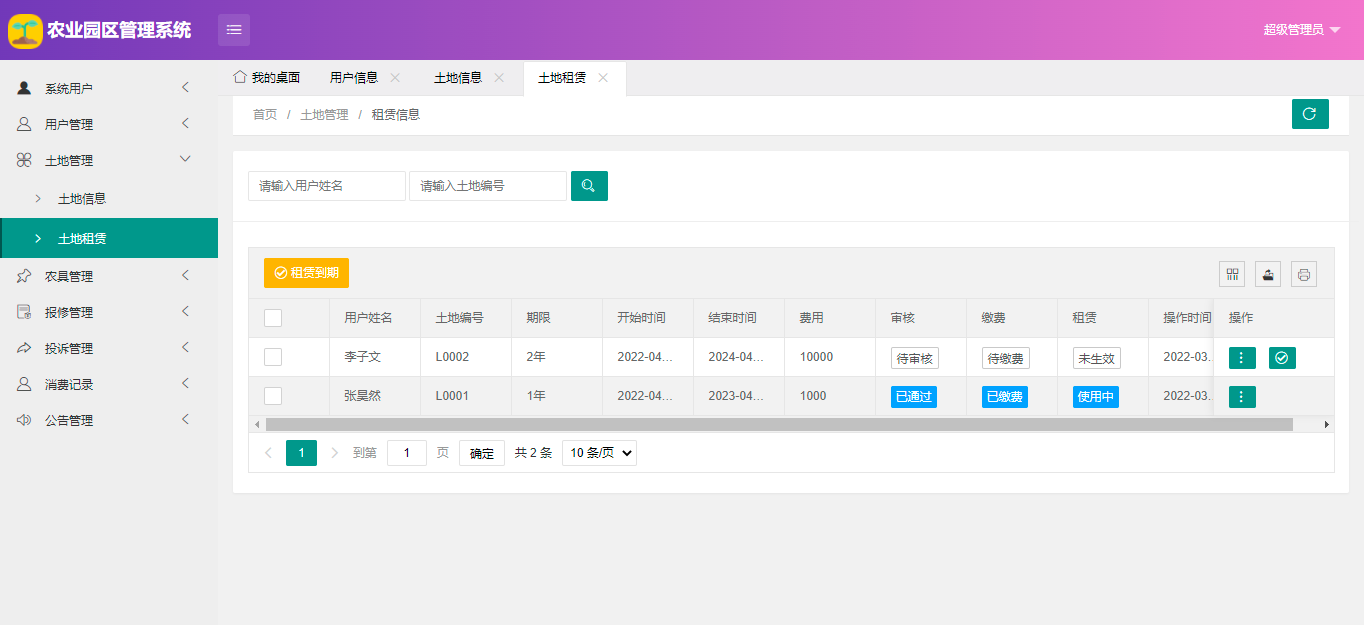 农业园区管理系统
超级管理员
系统用户
用户管理
土地管理
土地信息
土地租赁
农具管理
报修管理
投诉管理
消费记录
公告管理
我的桌面 用户信息 土地信息 土地租赁
首页 / 土地管理 / 租赁信息
请输入用户姓名 请输入土地编号
租赁到期
用户姓名 土地编号 期限 开始时间 结束时间 费用 审核 缴费 租赁 操作时间 操作
李子文 L0002 2年 2022-04... 2024-04... 10000 待审核 待缴费 未生效 2022-03.
张昊然 L0001 1年 2022-04... 2023-04... 1000 已通过 已缴费 使用中 2022-03.
1 到第 1 页 确定 共 2 条 10 条/页